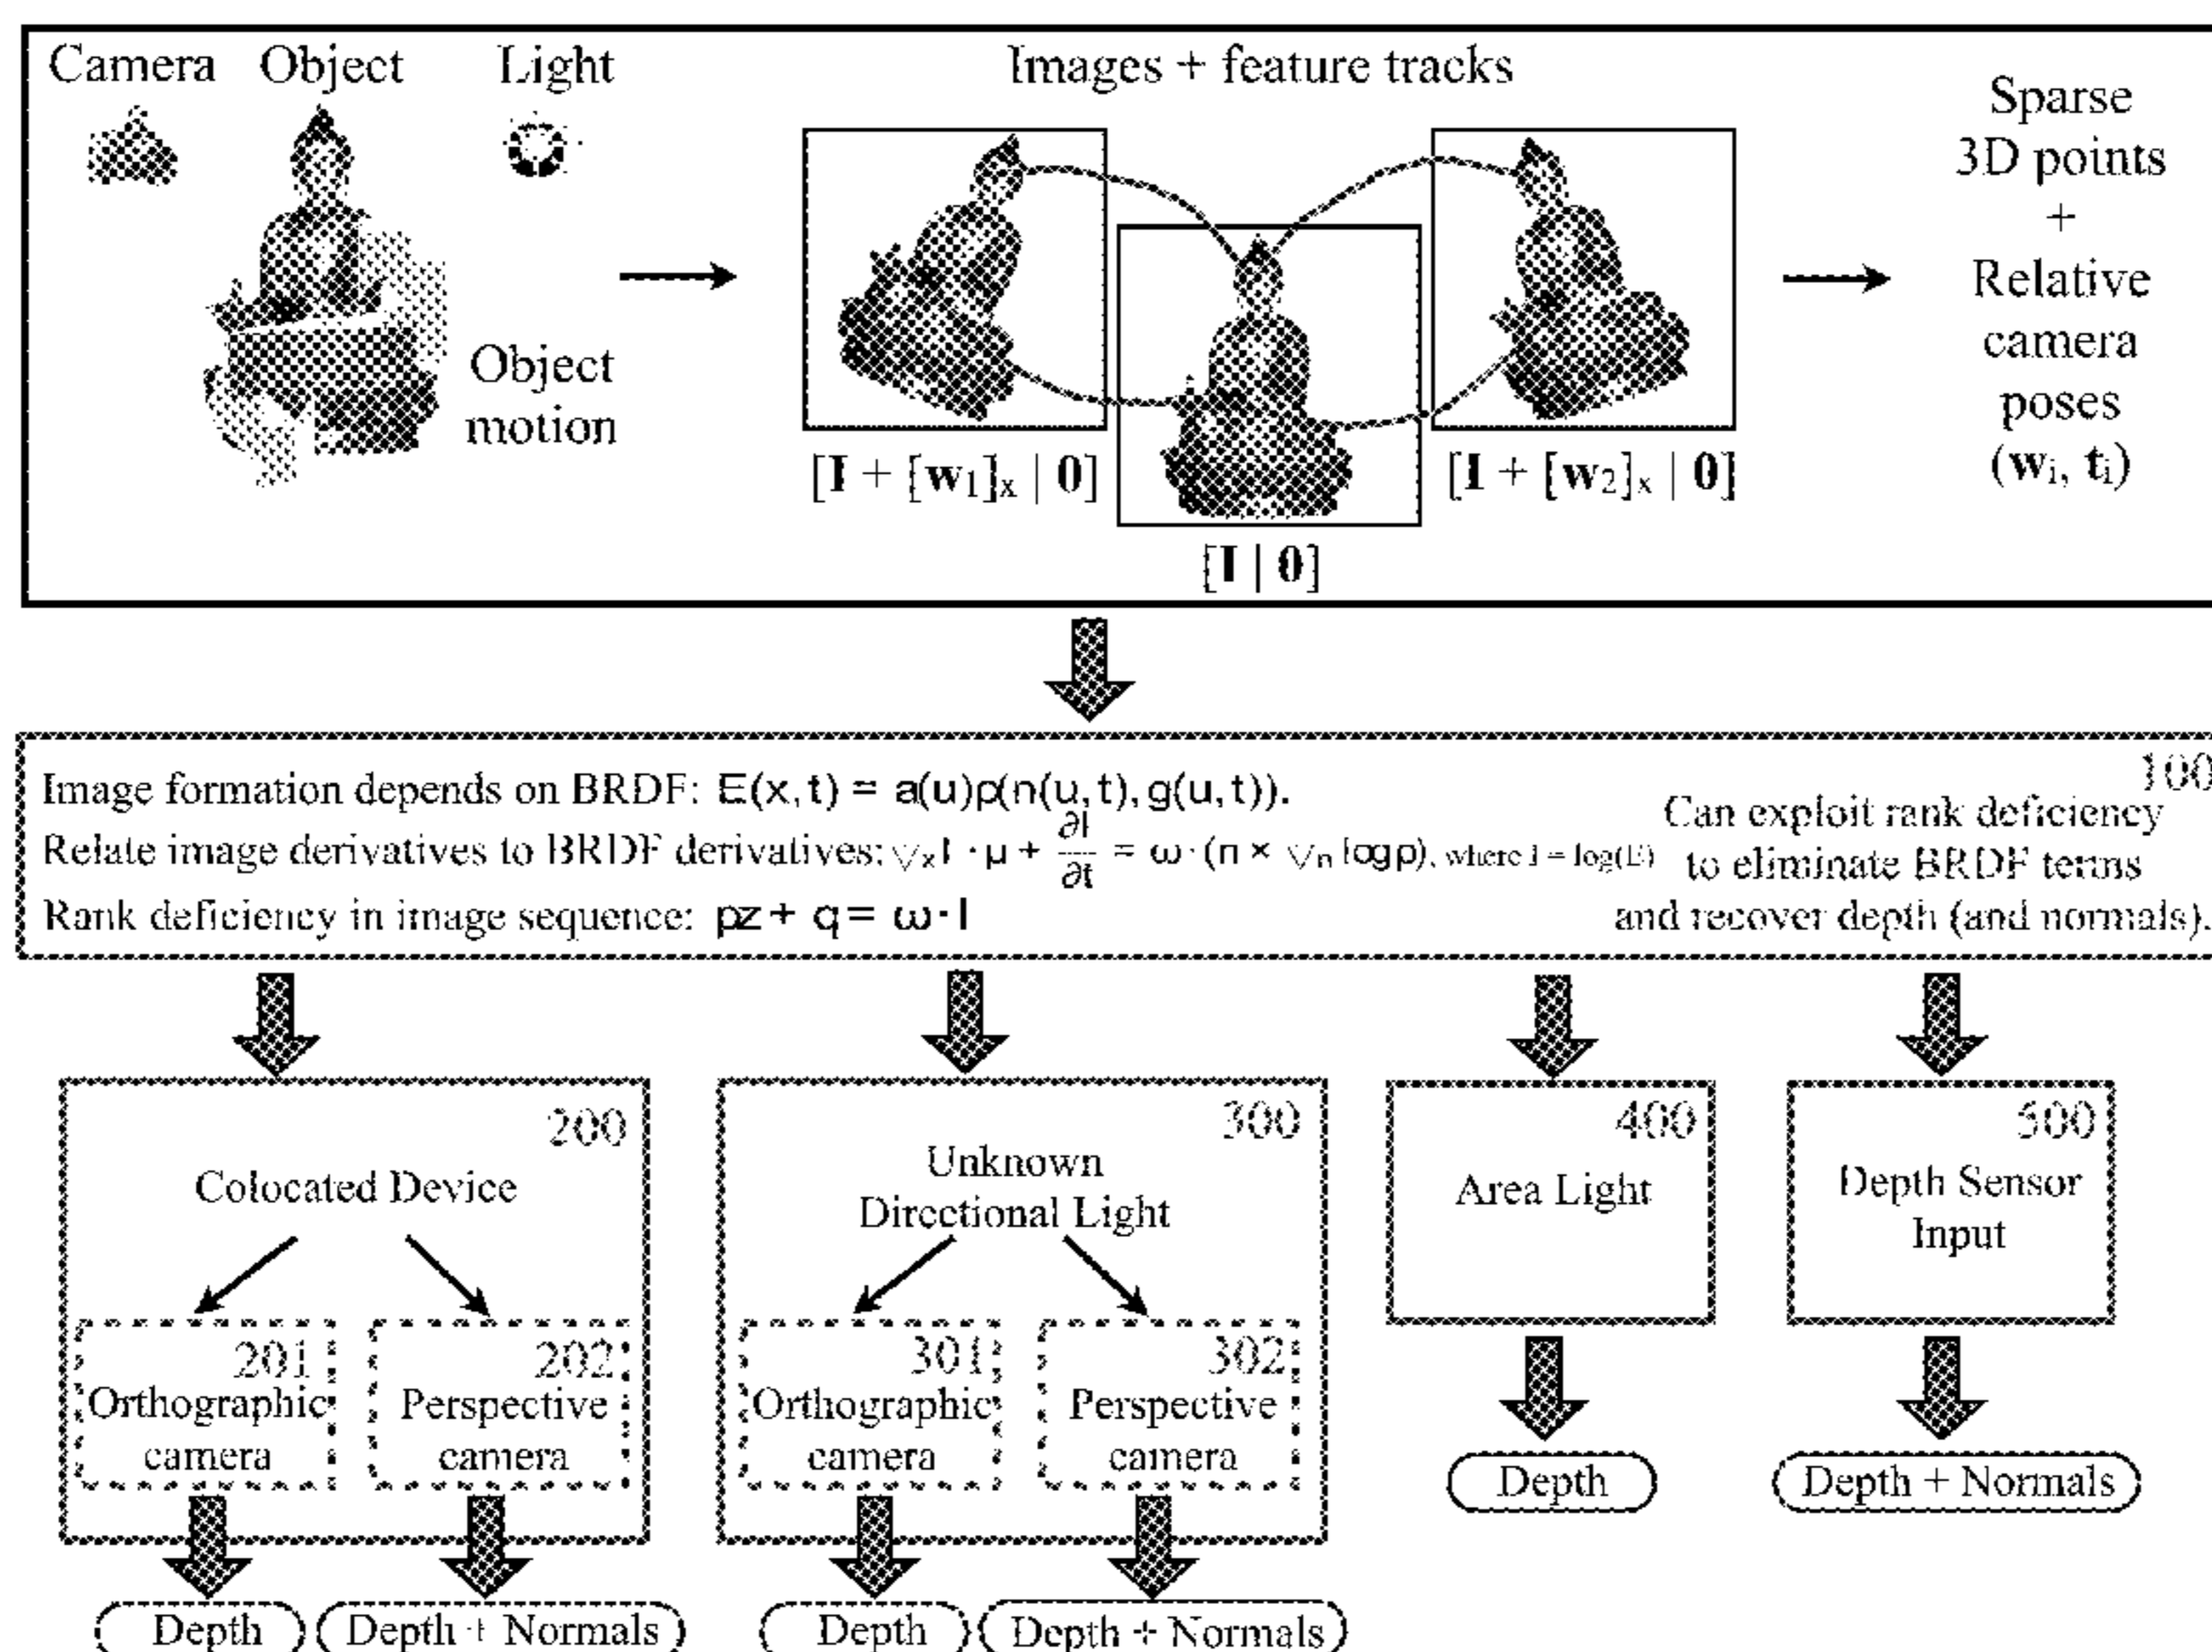 Camera Object Light
Images + feature tracks
Object
motion
[I + [w₁]ₓ | 0]
[I | 0]
[I + [w₂]ₓ | 0]
Sparse
3D points
+
Relative
camera
poses
(wᵢ, tᵢ)
100
Image formation depends on BRDF: E(x,t) = a(u)ρ(n(u,t),g(u,t)).
Relate image derivatives to BRDF derivatives: ∇ₓI · μ + ∂I/∂t = ω · (n × ∇ₙ logρ), where I = log(E)
Rank deficiency in image sequence: pz + q = ω · I
Can exploit rank deficiency
to eliminate BRDF terms
and recover depth (and normals).
200
Colocated Device
201
Orthographic
camera
202
Perspective
camera
Depth
Depth + Normals
300
Unknown
Directional Light
301
Orthographic
camera
302
Perspective
camera
Depth
Depth + Normals
400
Area Light
Depth
500
Depth Sensor
Input
Depth + Normals